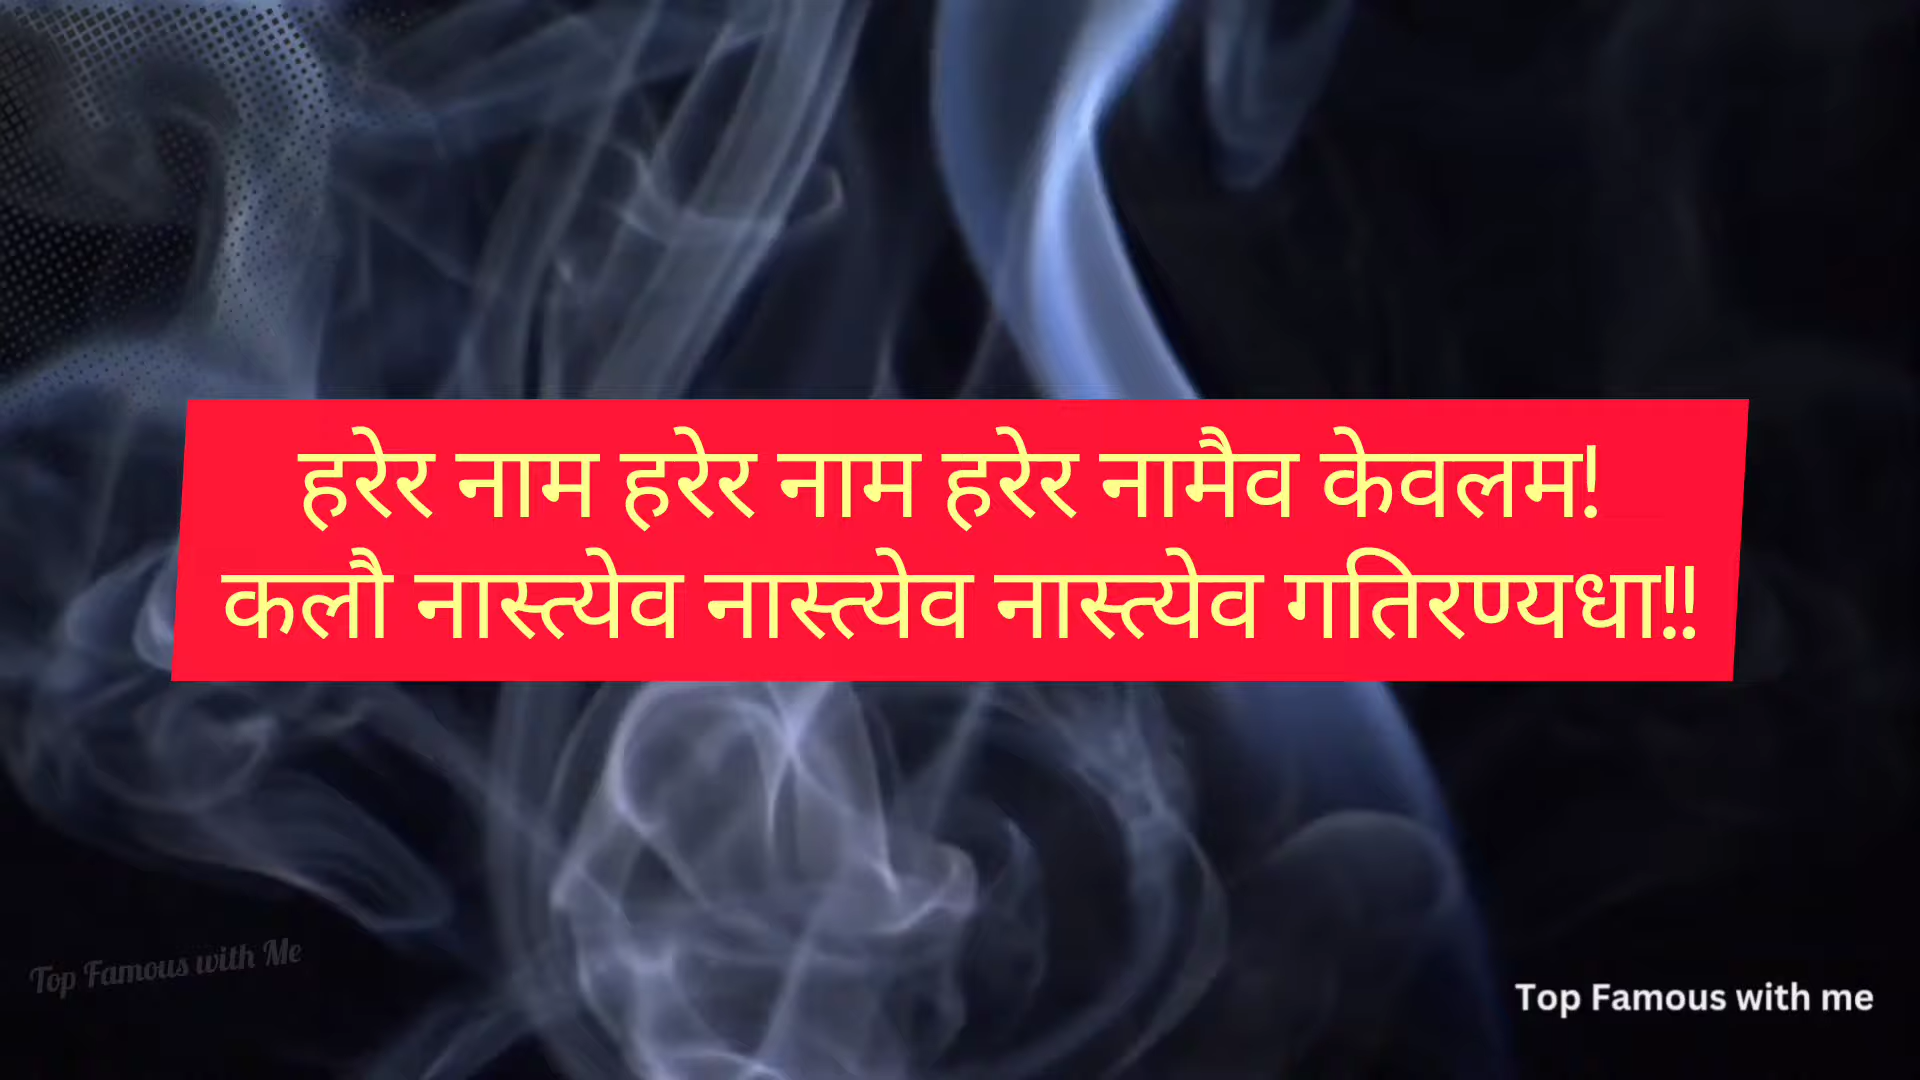 हरेर नाम हरेर नाम हरेर नामैव केवलम!
कलौ नास्त्येव नास्त्येव नास्त्येव गतिरण्यधा!!
Top Famous with Me
Top Famous with me